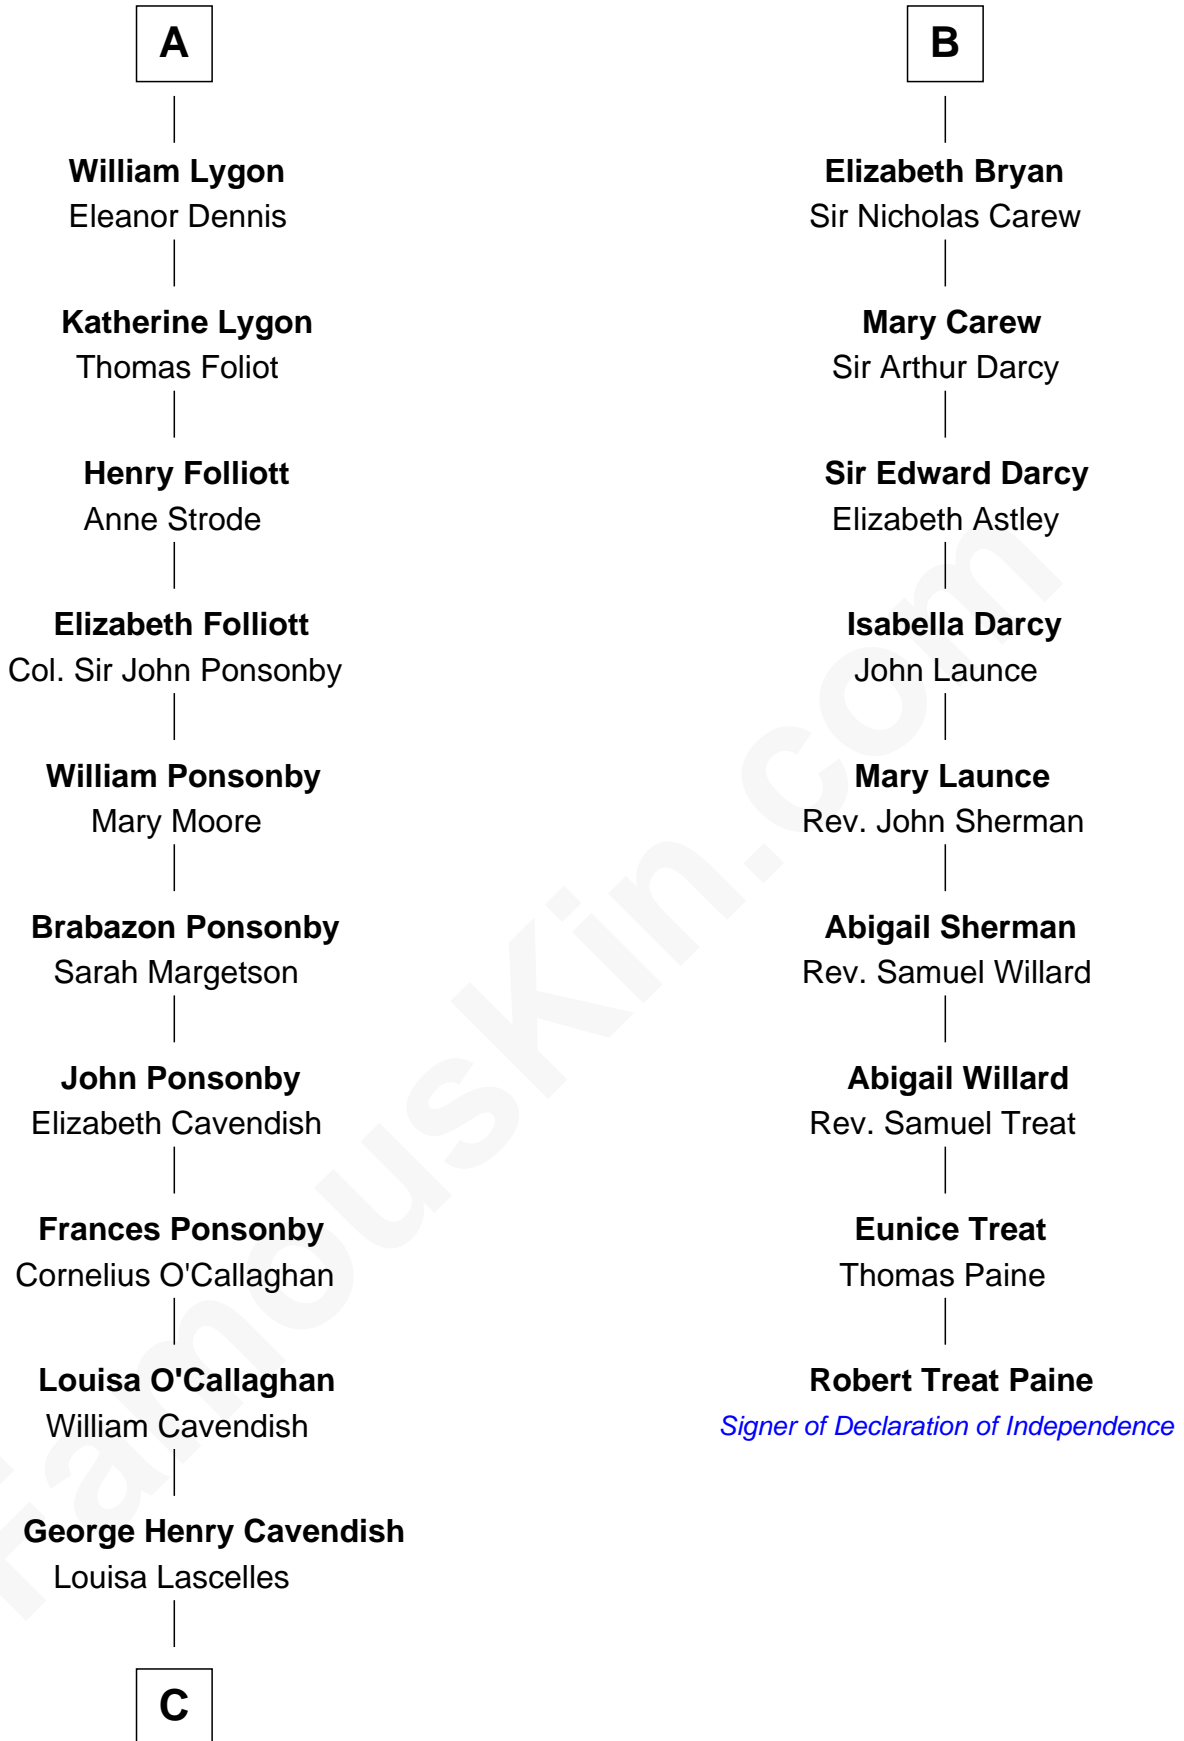 A
William Lygon
Eleanor Dennis
Katherine Lygon
Thomas Foliot
Henry Folliott
Anne Strode
Elizabeth Folliott
Col. Sir John Ponsonby
William Ponsonby
Mary Moore
Brabazon Ponsonby
Sarah Margetson
John Ponsonby
Elizabeth Cavendish
Frances Ponsonby
Cornelius O'Callaghan
Louisa O'Callaghan
William Cavendish
George Henry Cavendish
Louisa Lascelles
C
B
Elizabeth Bryan
Sir Nicholas Carew
Mary Carew
Sir Arthur Darcy
Sir Edward Darcy
Elizabeth Astley
Isabella Darcy
John Launce
Mary Launce
Rev. John Sherman
Abigail Sherman
Rev. Samuel Willard
Abigail Willard
Rev. Samuel Treat
Eunice Treat
Thomas Paine
Robert Treat Paine
Signer of Declaration of Independence
FamousKin.com